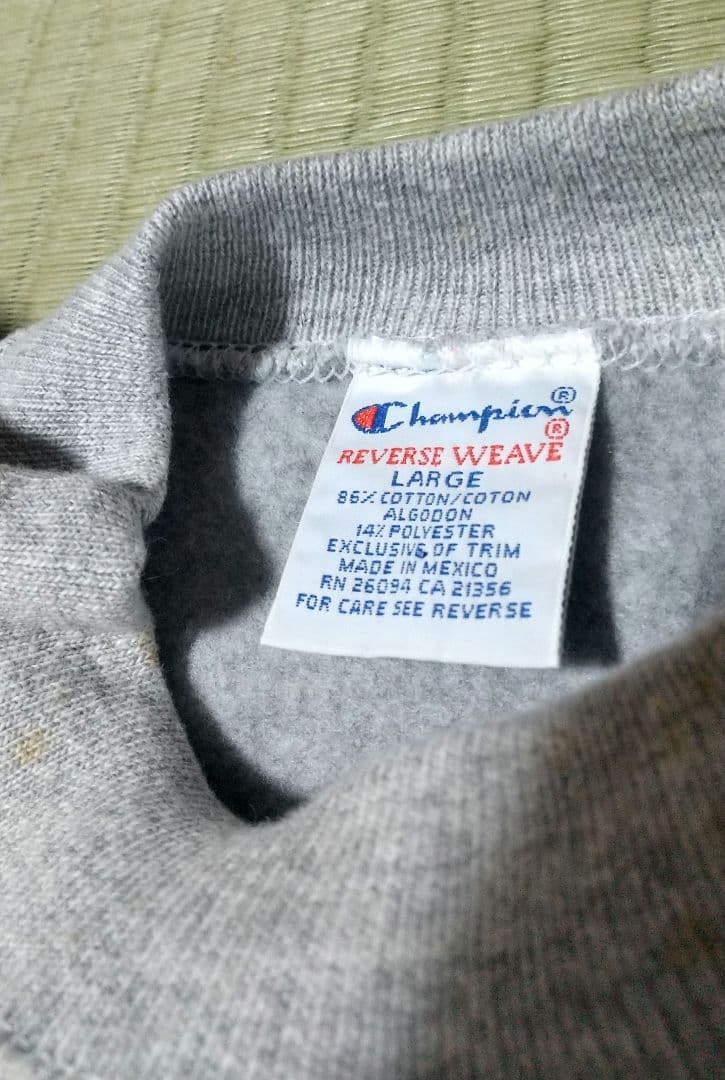 Champion®
REVERSE WEAVE®
LARGE
86% COTTON/COTON
ALGODON
14% POLYESTER
EXCLUSIVE OF TRIM
MADE IN MEXICO
RN 26094 CA 21356
FOR CARE SEE REVERSE